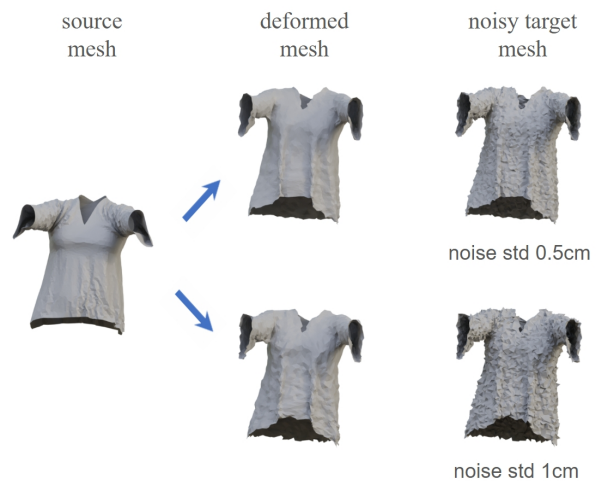 source
mesh
deformed
mesh
noisy target
mesh
noise std 0.5cm
noise std 1cm